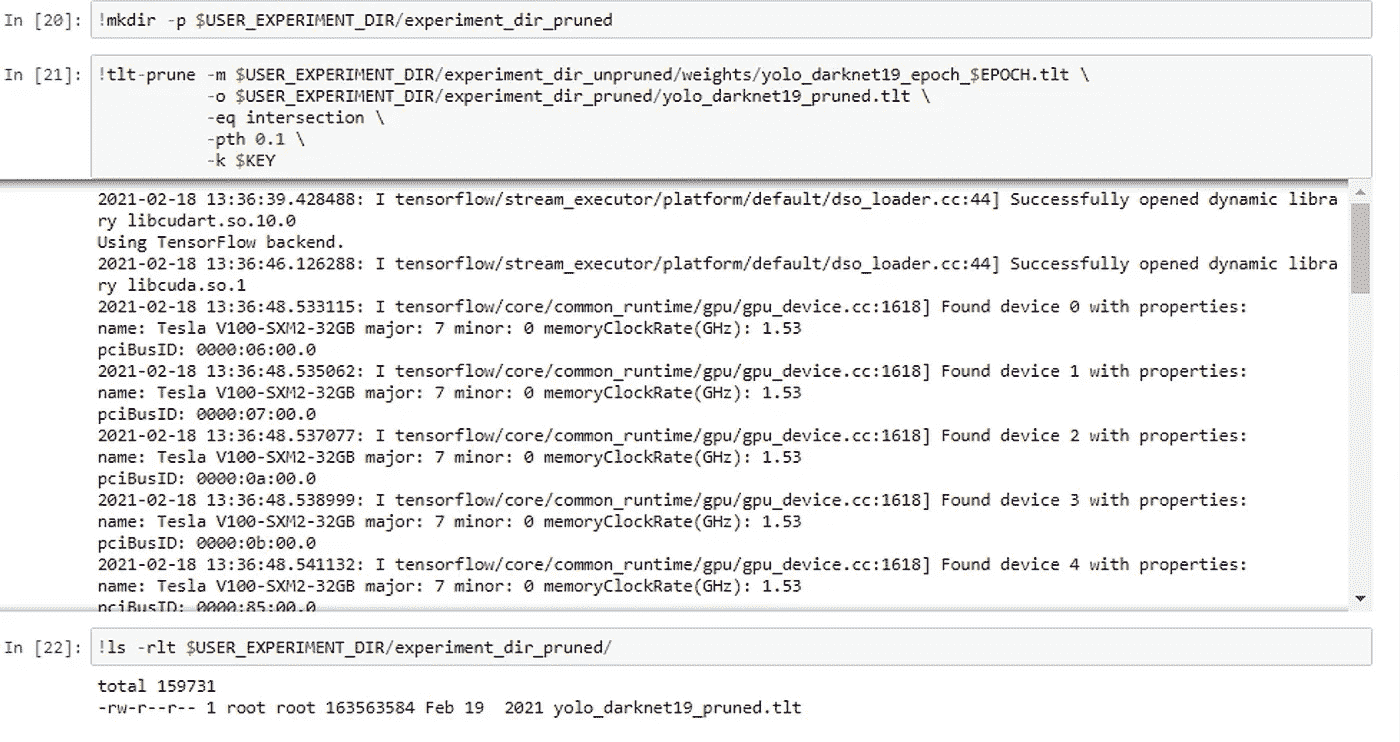 In [20]: !mkdir -p $USER_EXPERIMENT_DIR/experiment_dir_pruned
In [21]: !tlt-prune -m $USER_EXPERIMENT_DIR/experiment_dir_unpruned/weights/yolo_darknet19_epoch_$EPOCH.tlt \
-o $USER_EXPERIMENT_DIR/experiment_dir_pruned/yolo_darknet19_pruned.tlt \
-eq intersection \
-pth 0.1 \
-k $KEY
2021-02-18 13:36:39.428488: I tensorflow/stream_executor/platform/default/dso_loader.cc:44] Successfully opened dynamic libra
ry libcudart.so.10.0
Using TensorFlow backend.
2021-02-18 13:36:46.126288: I tensorflow/stream_executor/platform/default/dso_loader.cc:44] Successfully opened dynamic libra
ry libcuda.so.1
2021-02-18 13:36:48.533115: I tensorflow/core/common_runtime/gpu/gpu_device.cc:1618] Found device 0 with properties:
name: Tesla V100-SXM2-32GB major: 7 minor: 0 memoryClockRate(GHz): 1.53
pciBusID: 0000:06:00.0
2021-02-18 13:36:48.535062: I tensorflow/core/common_runtime/gpu/gpu_device.cc:1618] Found device 1 with properties:
name: Tesla V100-SXM2-32GB major: 7 minor: 0 memoryClockRate(GHz): 1.53
pciBusID: 0000:07:00.0
2021-02-18 13:36:48.537077: I tensorflow/core/common_runtime/gpu/gpu_device.cc:1618] Found device 2 with properties:
name: Tesla V100-SXM2-32GB major: 7 minor: 0 memoryClockRate(GHz): 1.53
pciBusID: 0000:0a:00.0
2021-02-18 13:36:48.538999: I tensorflow/core/common_runtime/gpu/gpu_device.cc:1618] Found device 3 with properties:
name: Tesla V100-SXM2-32GB major: 7 minor: 0 memoryClockRate(GHz): 1.53
pciBusID: 0000:0b:00.0
2021-02-18 13:36:48.541132: I tensorflow/core/common_runtime/gpu/gpu_device.cc:1618] Found device 4 with properties:
name: Tesla V100-SXM2-32GB major: 7 minor: 0 memoryClockRate(GHz): 1.53
pciBusID: 0000:85:00.0
In [22]: !ls -rlt $USER_EXPERIMENT_DIR/experiment_dir_pruned/
total 159731
-rw-r--r-- 1 root root 163563584 Feb 19  2021 yolo_darknet19_pruned.tlt